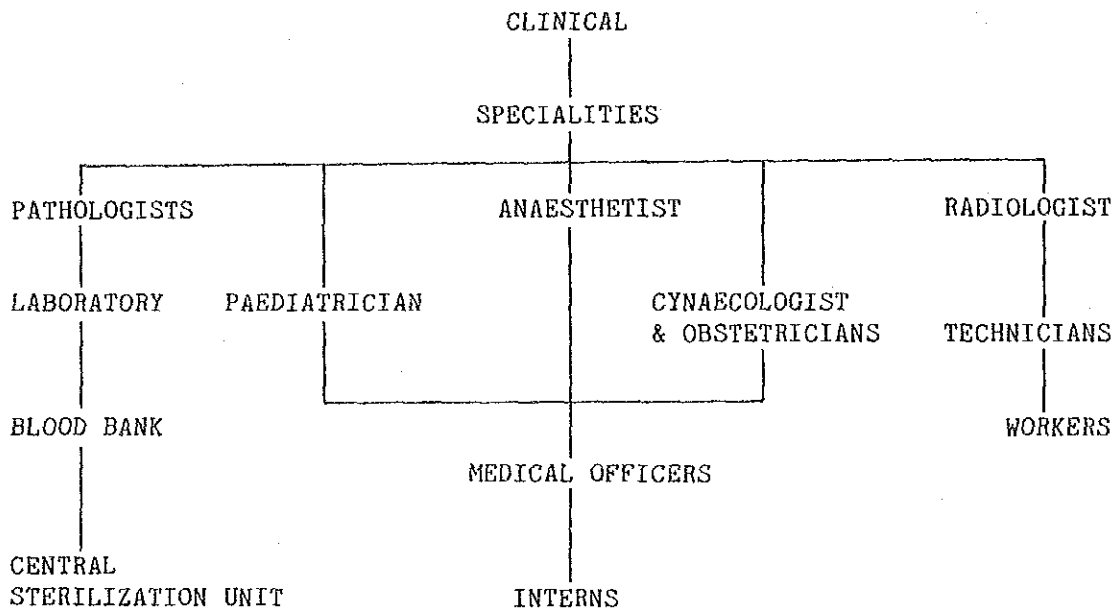 CLINICAL
SPECIALITIES
PATHOLOGISTS
ANAESTHETIST
RADIOLOGIST
LABORATORY
PAEDIATRICIAN
CYNAECOLOGIST
& OBSTETRICIANS
TECHNICIANS
BLOOD BANK
WORKERS
MEDICAL OFFICERS
CENTRAL
STERILIZATION UNIT
INTERNS